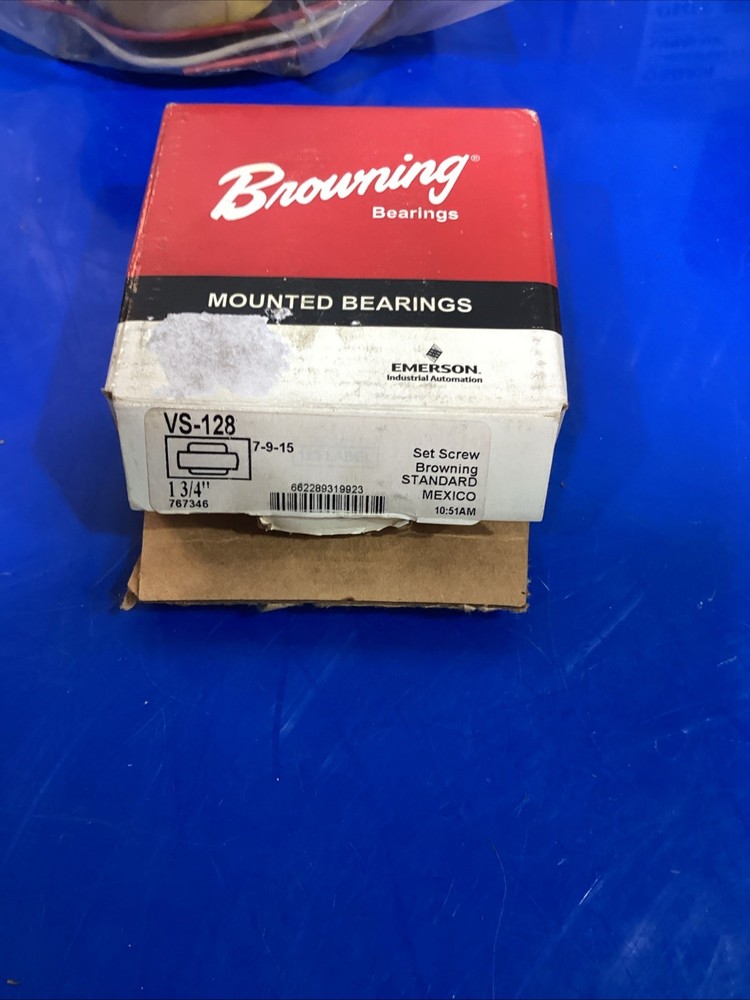 Browning®
Bearings
MOUNTED BEARINGS
EMERSON.
Industrial Automation
VS-128
7-9-15
1 3/4"
767346
662289319923
Set Screw
Browning
STANDARD
MEXICO
10:51AM